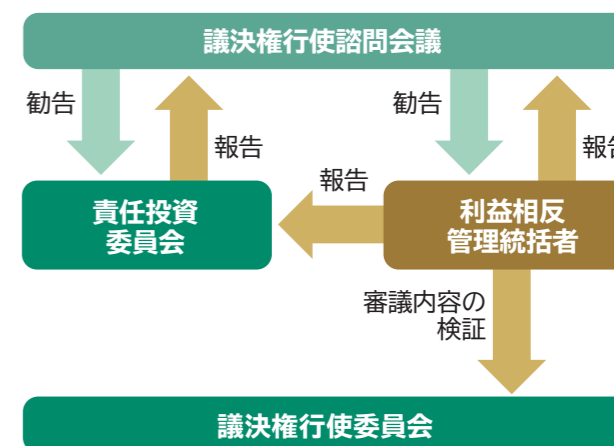 議決権行使諮問会議
勧告
報告
勧告
報告
責任投資
委員会
報告
利益相反
管理統括者
審議内容の
検証
議決権行使委員会